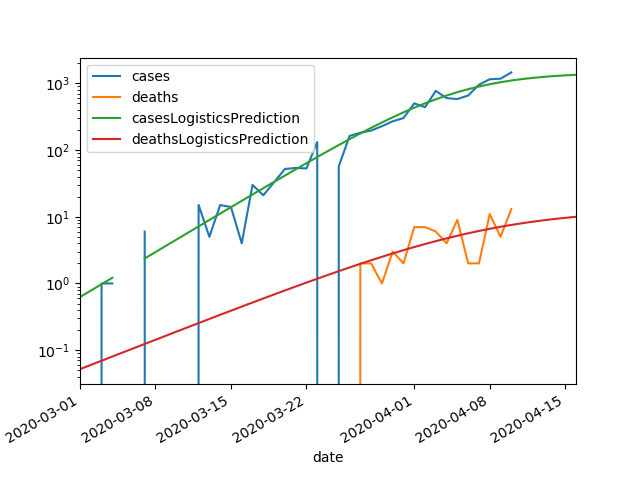 10³
10²
10¹
10⁰
10⁻¹
cases
deaths
casesLogisticsPrediction
deathsLogisticsPrediction
2020-03-01
2020-03-08
2020-03-15
2020-03-22
2020-04-01
2020-04-08
2020-04-15
date